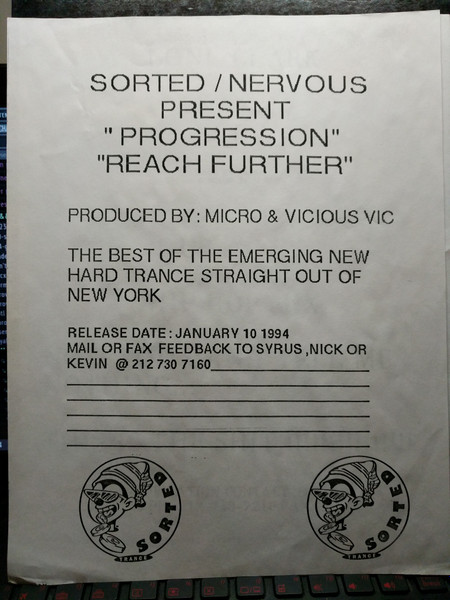 SORTED / NERVOUS
PRESENT
" PROGRESSION"
"REACH FURTHER"
PRODUCED BY: MICRO & VICIOUS VIC
THE BEST OF THE EMERGING NEW
HARD TRANCE STRAIGHT OUT OF
NEW YORK
RELEASE DATE : JANUARY 10 1994
MAIL OR FAX FEEDBACK TO SYRUS ,NICK OR
KEVIN @ 212 730 7160
SORTED
TRANCE
SORTED
TRANCE